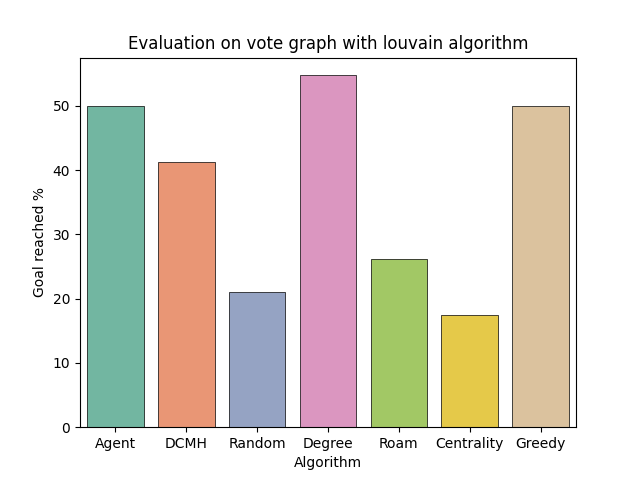 Evaluation on vote graph with louvain algorithm
Goal reached %
50
40
30
20
10
0
Agent DCMH Random Degree Roam Centrality Greedy
Algorithm